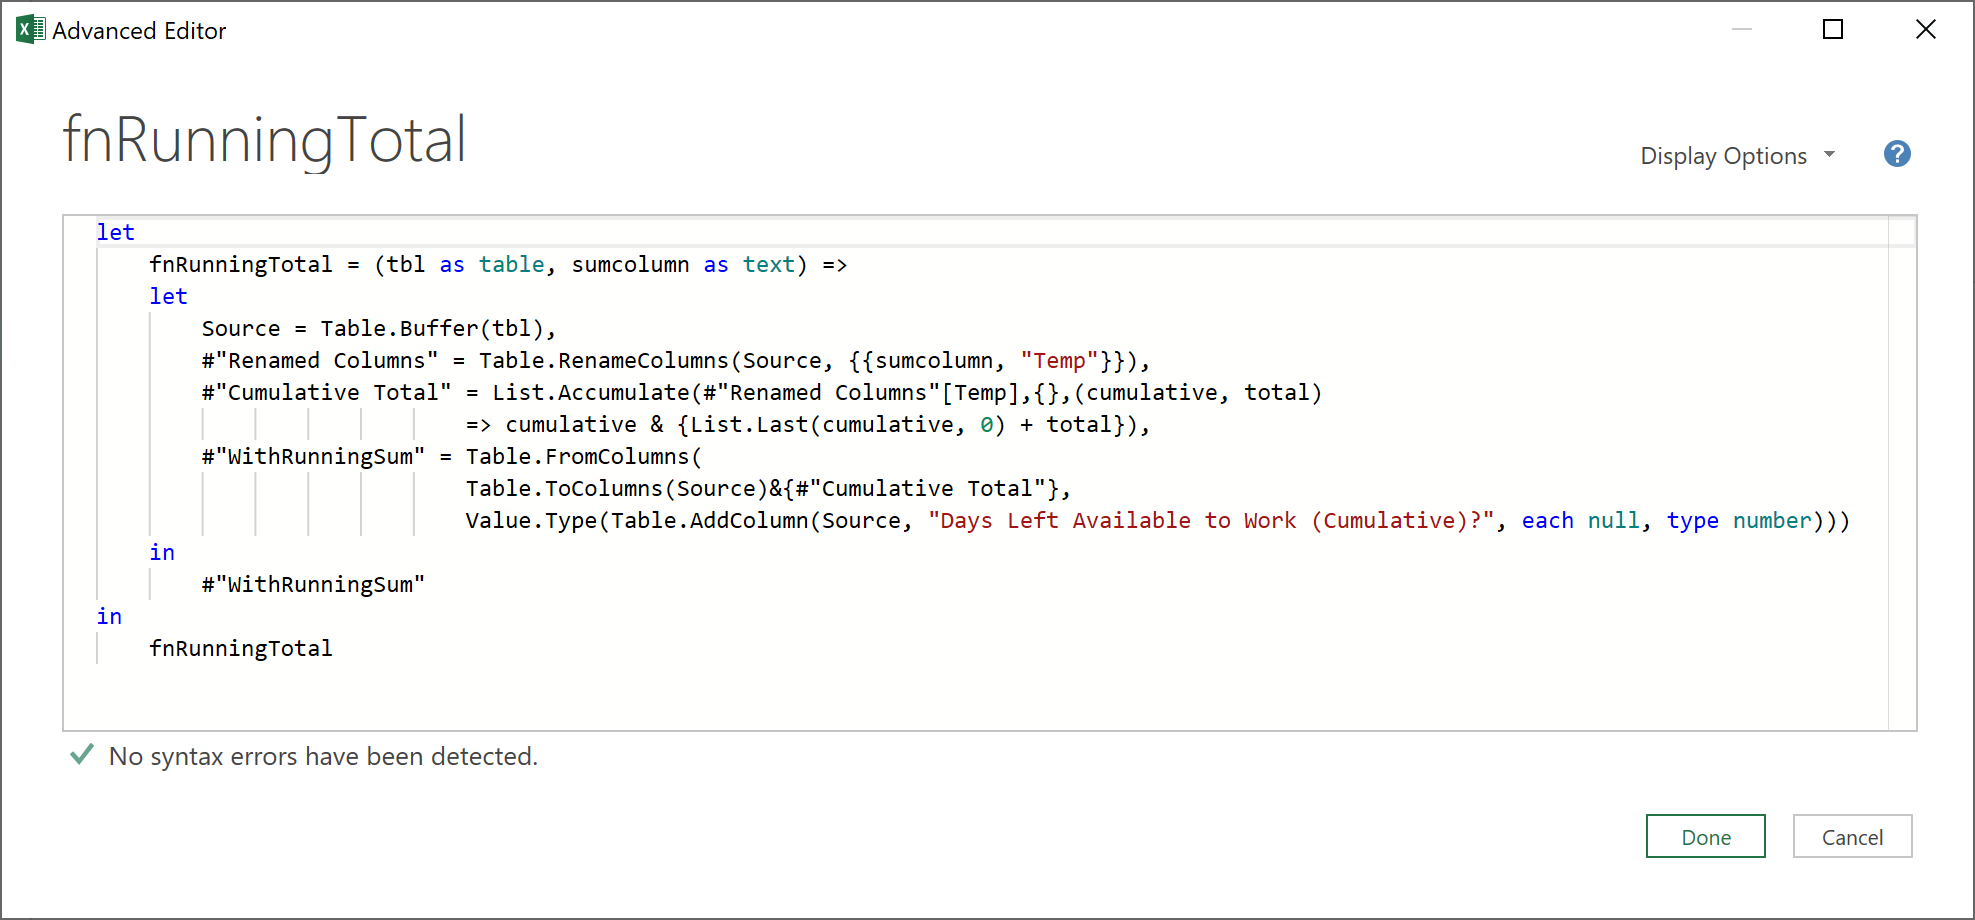 Advanced Editor
fnRunningTotal
Display Options
?
let
fnRunningTotal = (tbl as table, sumcolumn as text) =>
let
Source = Table.Buffer(tbl),
#"Renamed Columns" = Table.RenameColumns(Source, {{sumcolumn, "Temp"}}),
#"Cumulative Total" = List.Accumulate(#"Renamed Columns"[Temp],{},(cumulative, total)
=> cumulative & {List.Last(cumulative, 0) + total}),
#"WithRunningSum" = Table.FromColumns(
Table.ToColumns(Source)&{#"Cumulative Total"},
Value.Type(Table.AddColumn(Source, "Days Left Available to Work (Cumulative)?", each null, type number)))
in
#"WithRunningSum"
in
fnRunningTotal
No syntax errors have been detected.
Done
Cancel